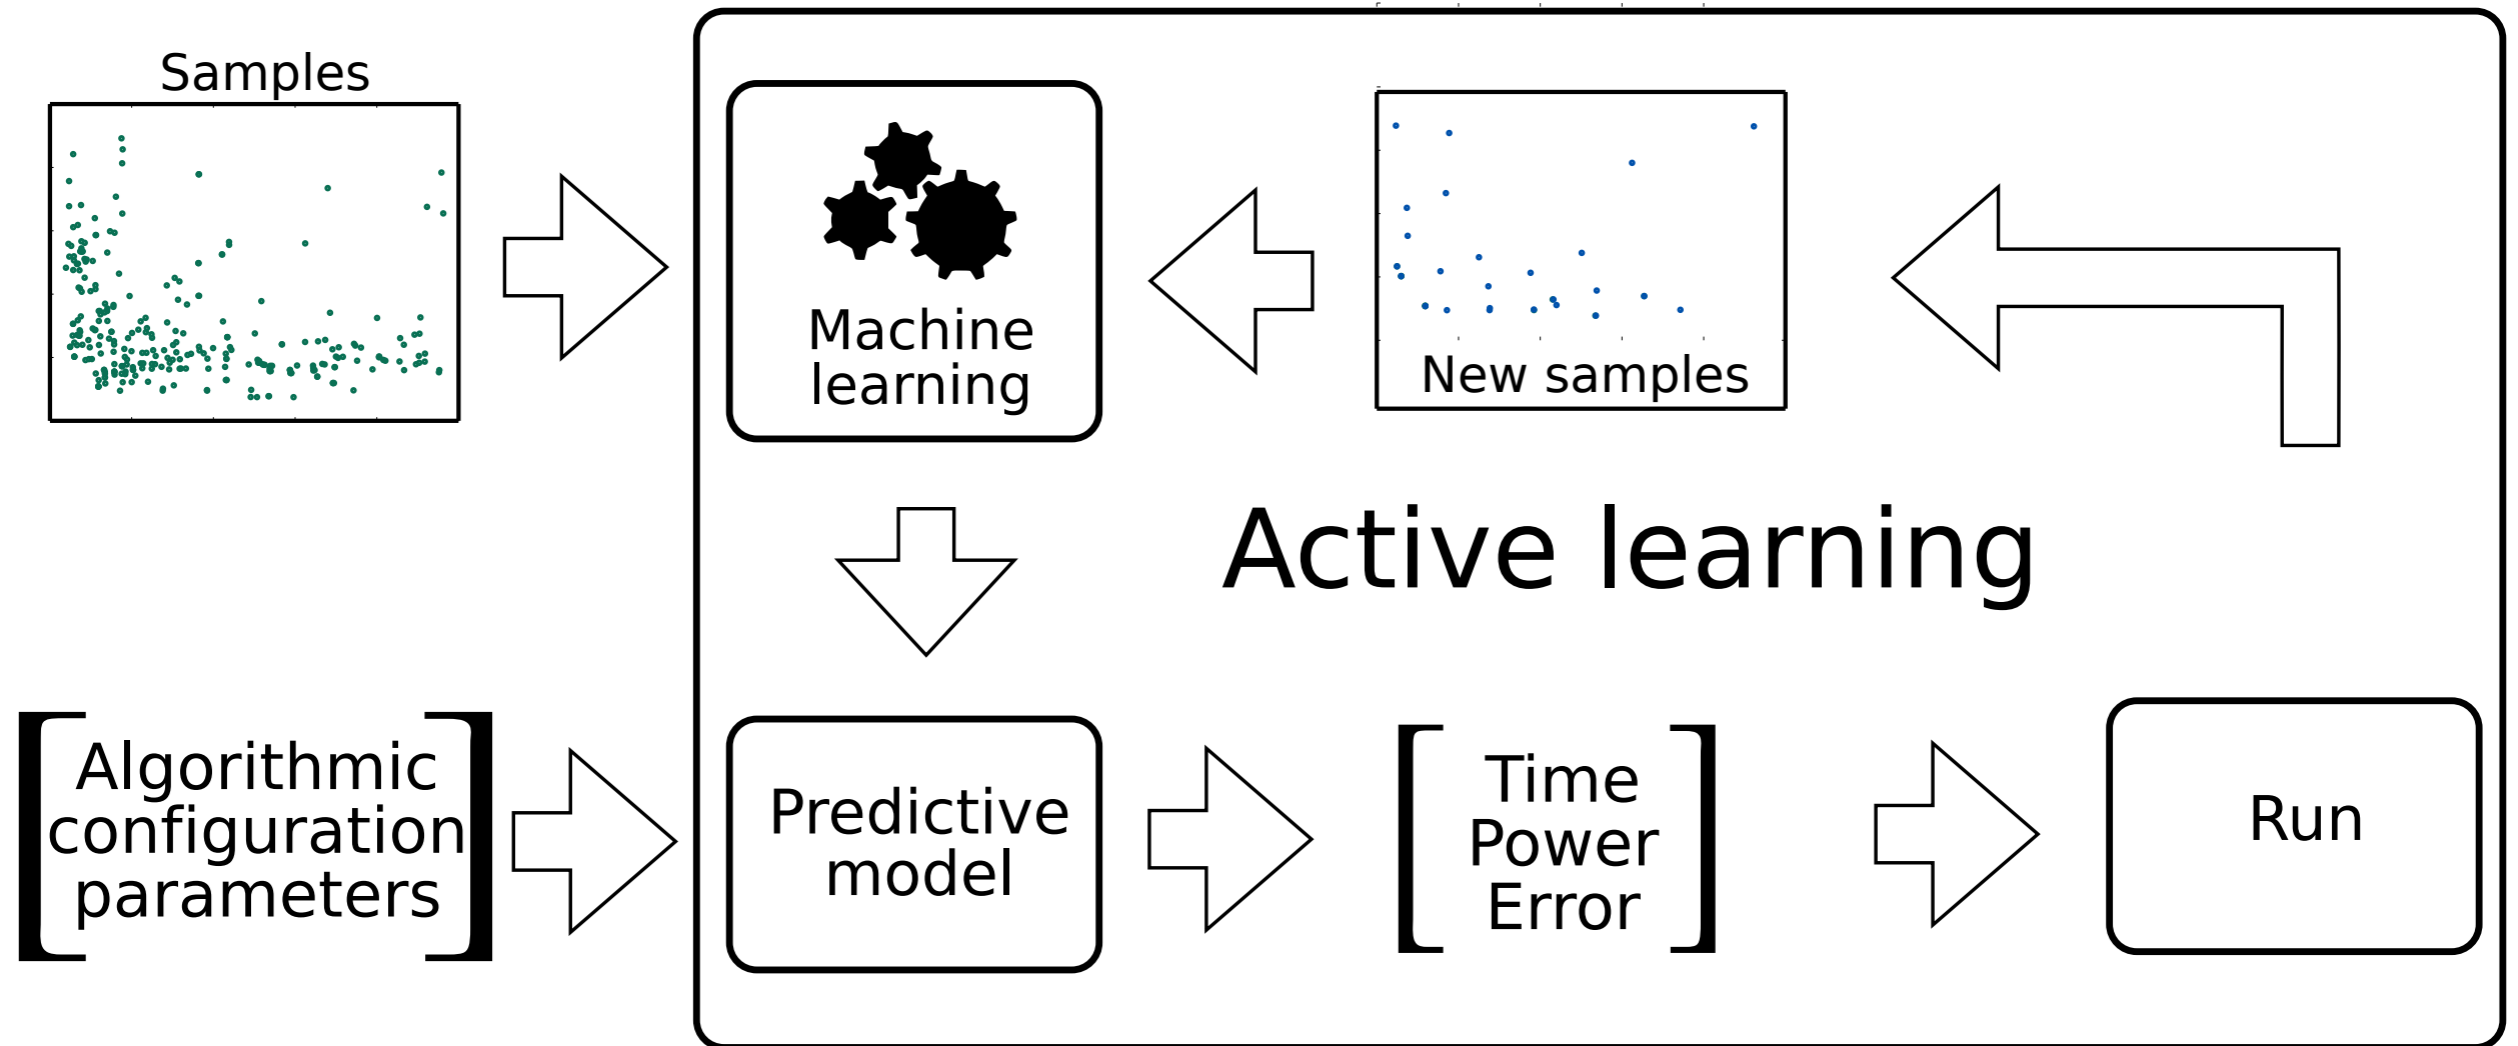 Samples
Machine
learning
New samples
Active learning
Algorithmic
configuration
parameters
Predictive
model
Time
Power
Error
Run